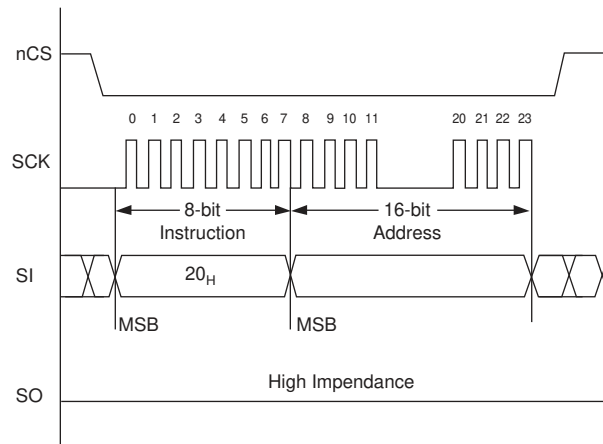 nCS
0 1 2 3 4 5 6 7 8 9 10 11 20 21 22 23
SCK
8-bit 16-bit
Instruction Address
SI 20H
MSB MSB
High Impendance
SO